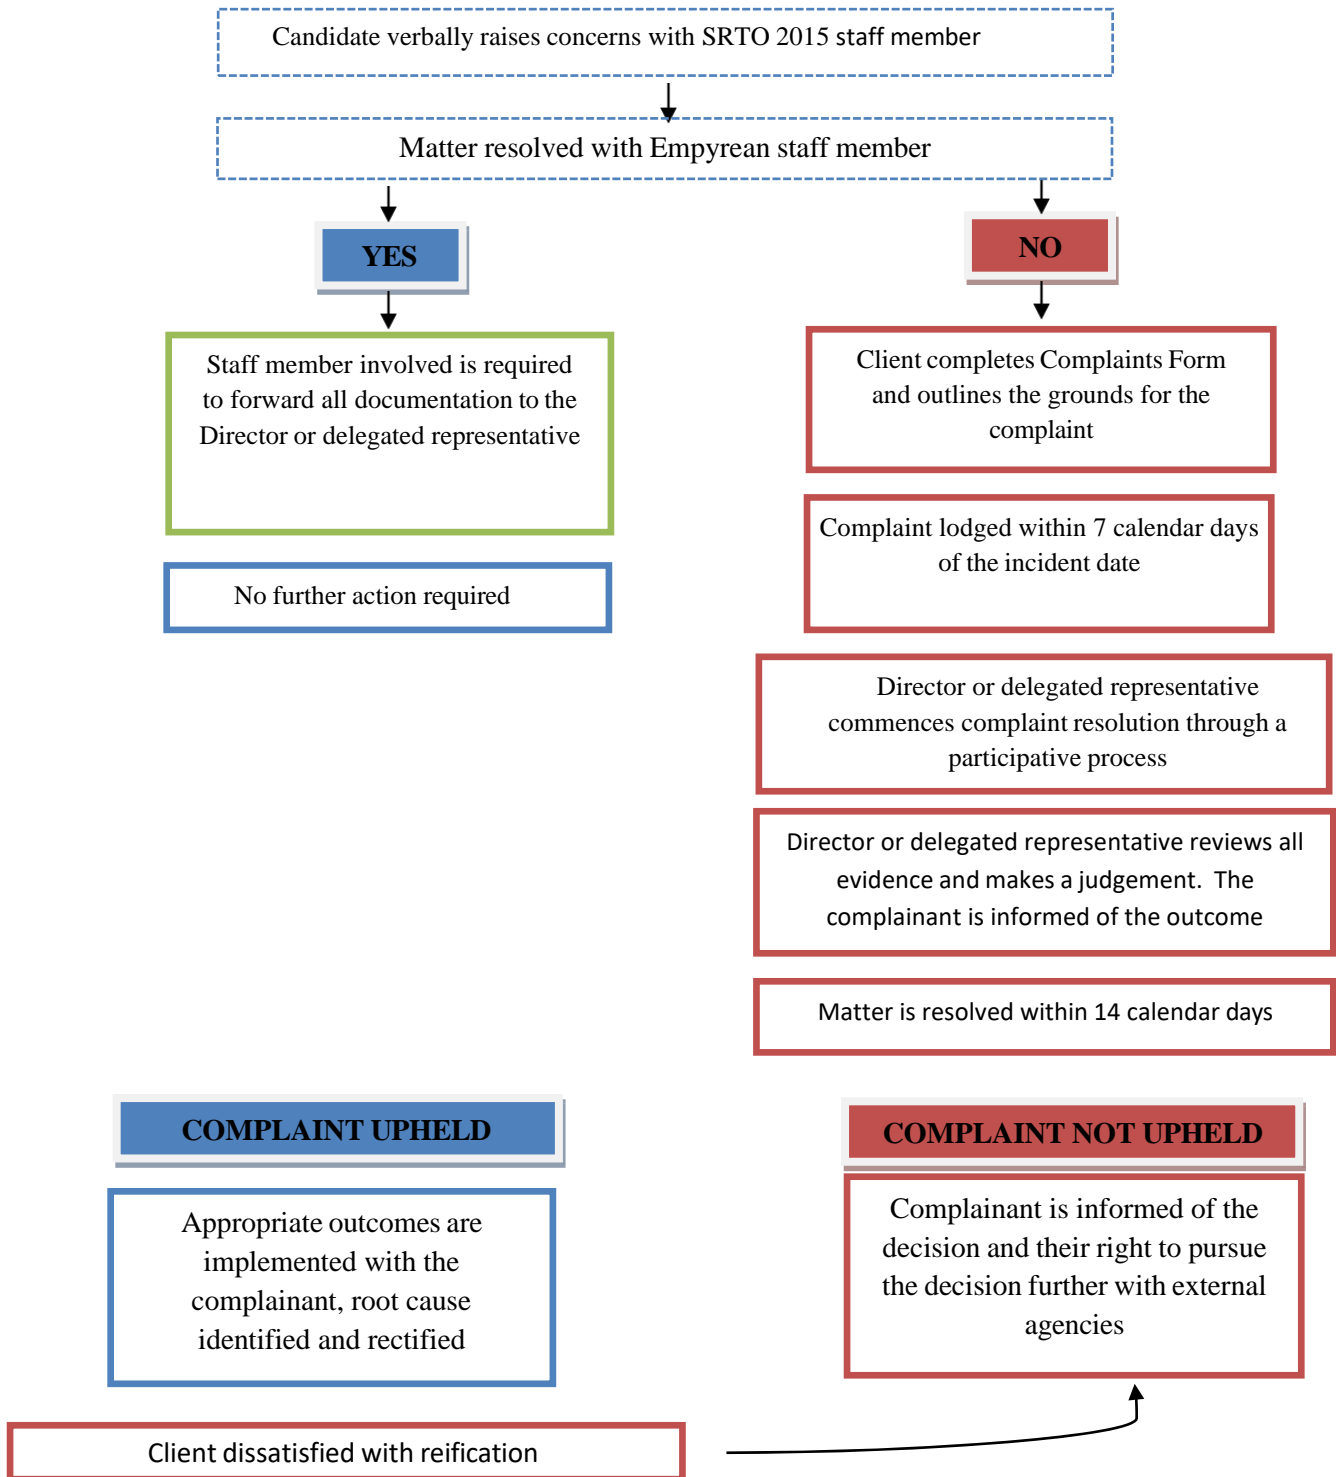 Candidate verbally raises concerns with SRTO 2015 staff member
Matter resolved with Empyrean staff member
YES
NO
Staff member involved is required
to forward all documentation to the
Director or delegated representative
No further action required
Client completes Complaints Form
and outlines the grounds for the
complaint
Complaint lodged within 7 calendar days
of the incident date
Director or delegated representative
commences complaint resolution through a
participative process
Director or delegated representative reviews all
evidence and makes a judgement.  The
complainant is informed of the outcome
Matter is resolved within 14 calendar days
COMPLAINT UPHELD
Appropriate outcomes are
implemented with the
complainant, root cause
identified and rectified
COMPLAINT NOT UPHELD
Complainant is informed of the
decision and their right to pursue
the decision further with external
agencies
Client dissatisfied with reification